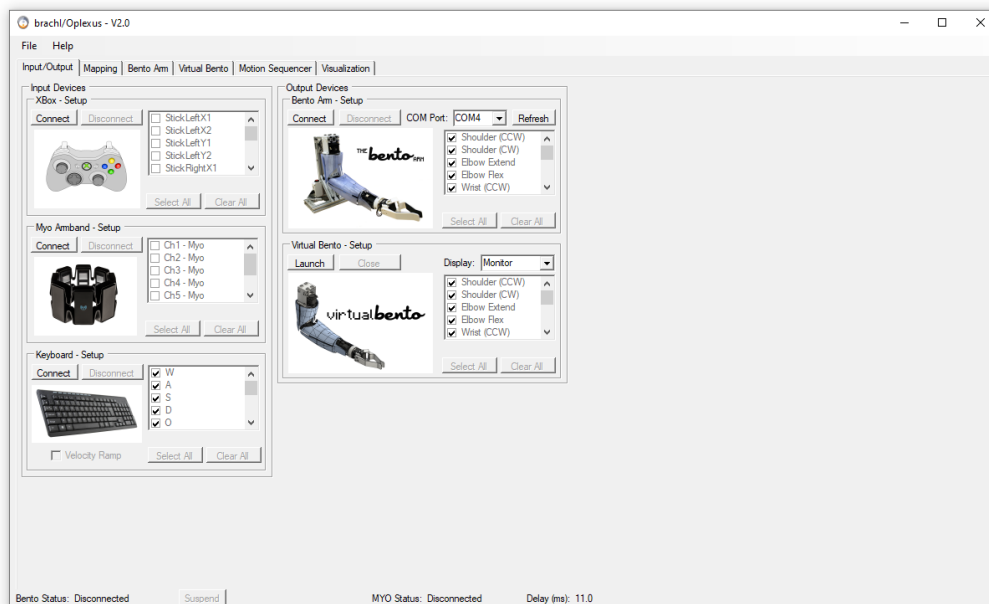 brachI/Oplexus - V2.0
File Help
Input/Output Mapping Bento Arm Virtual Bento Motion Sequencer Visualization
Input Devices
XBox - Setup
Connect Disconnect
StickLeftX1
StickLeftX2
StickLeftY1
StickLeftY2
StickRightX1
Select All Clear All
Myo Armband - Setup
Connect Disconnect
Ch1 - Myo
Ch2 - Myo
Ch3 - Myo
Ch4 - Myo
Ch5 - Myo
Select All Clear All
Keyboard - Setup
Connect Disconnect
W
A
S
D
O
Velocity Ramp Select All Clear All
Output Devices
Bento Arm - Setup
Connect Disconnect COM Port: COM4 Refresh
THE bento ARM
Shoulder (CCW)
Shoulder (CW)
Elbow Extend
Elbow Flex
Wrist (CCW)
Select All Clear All
Virtual Bento - Setup
Launch Close Display: Monitor
virtualbento
Shoulder (CCW)
Shoulder (CW)
Elbow Extend
Elbow Flex
Wrist (CCW)
Select All Clear All
Bento Status: Disconnected Suspend MYO Status: Disconnected Delay (ms): 11.0